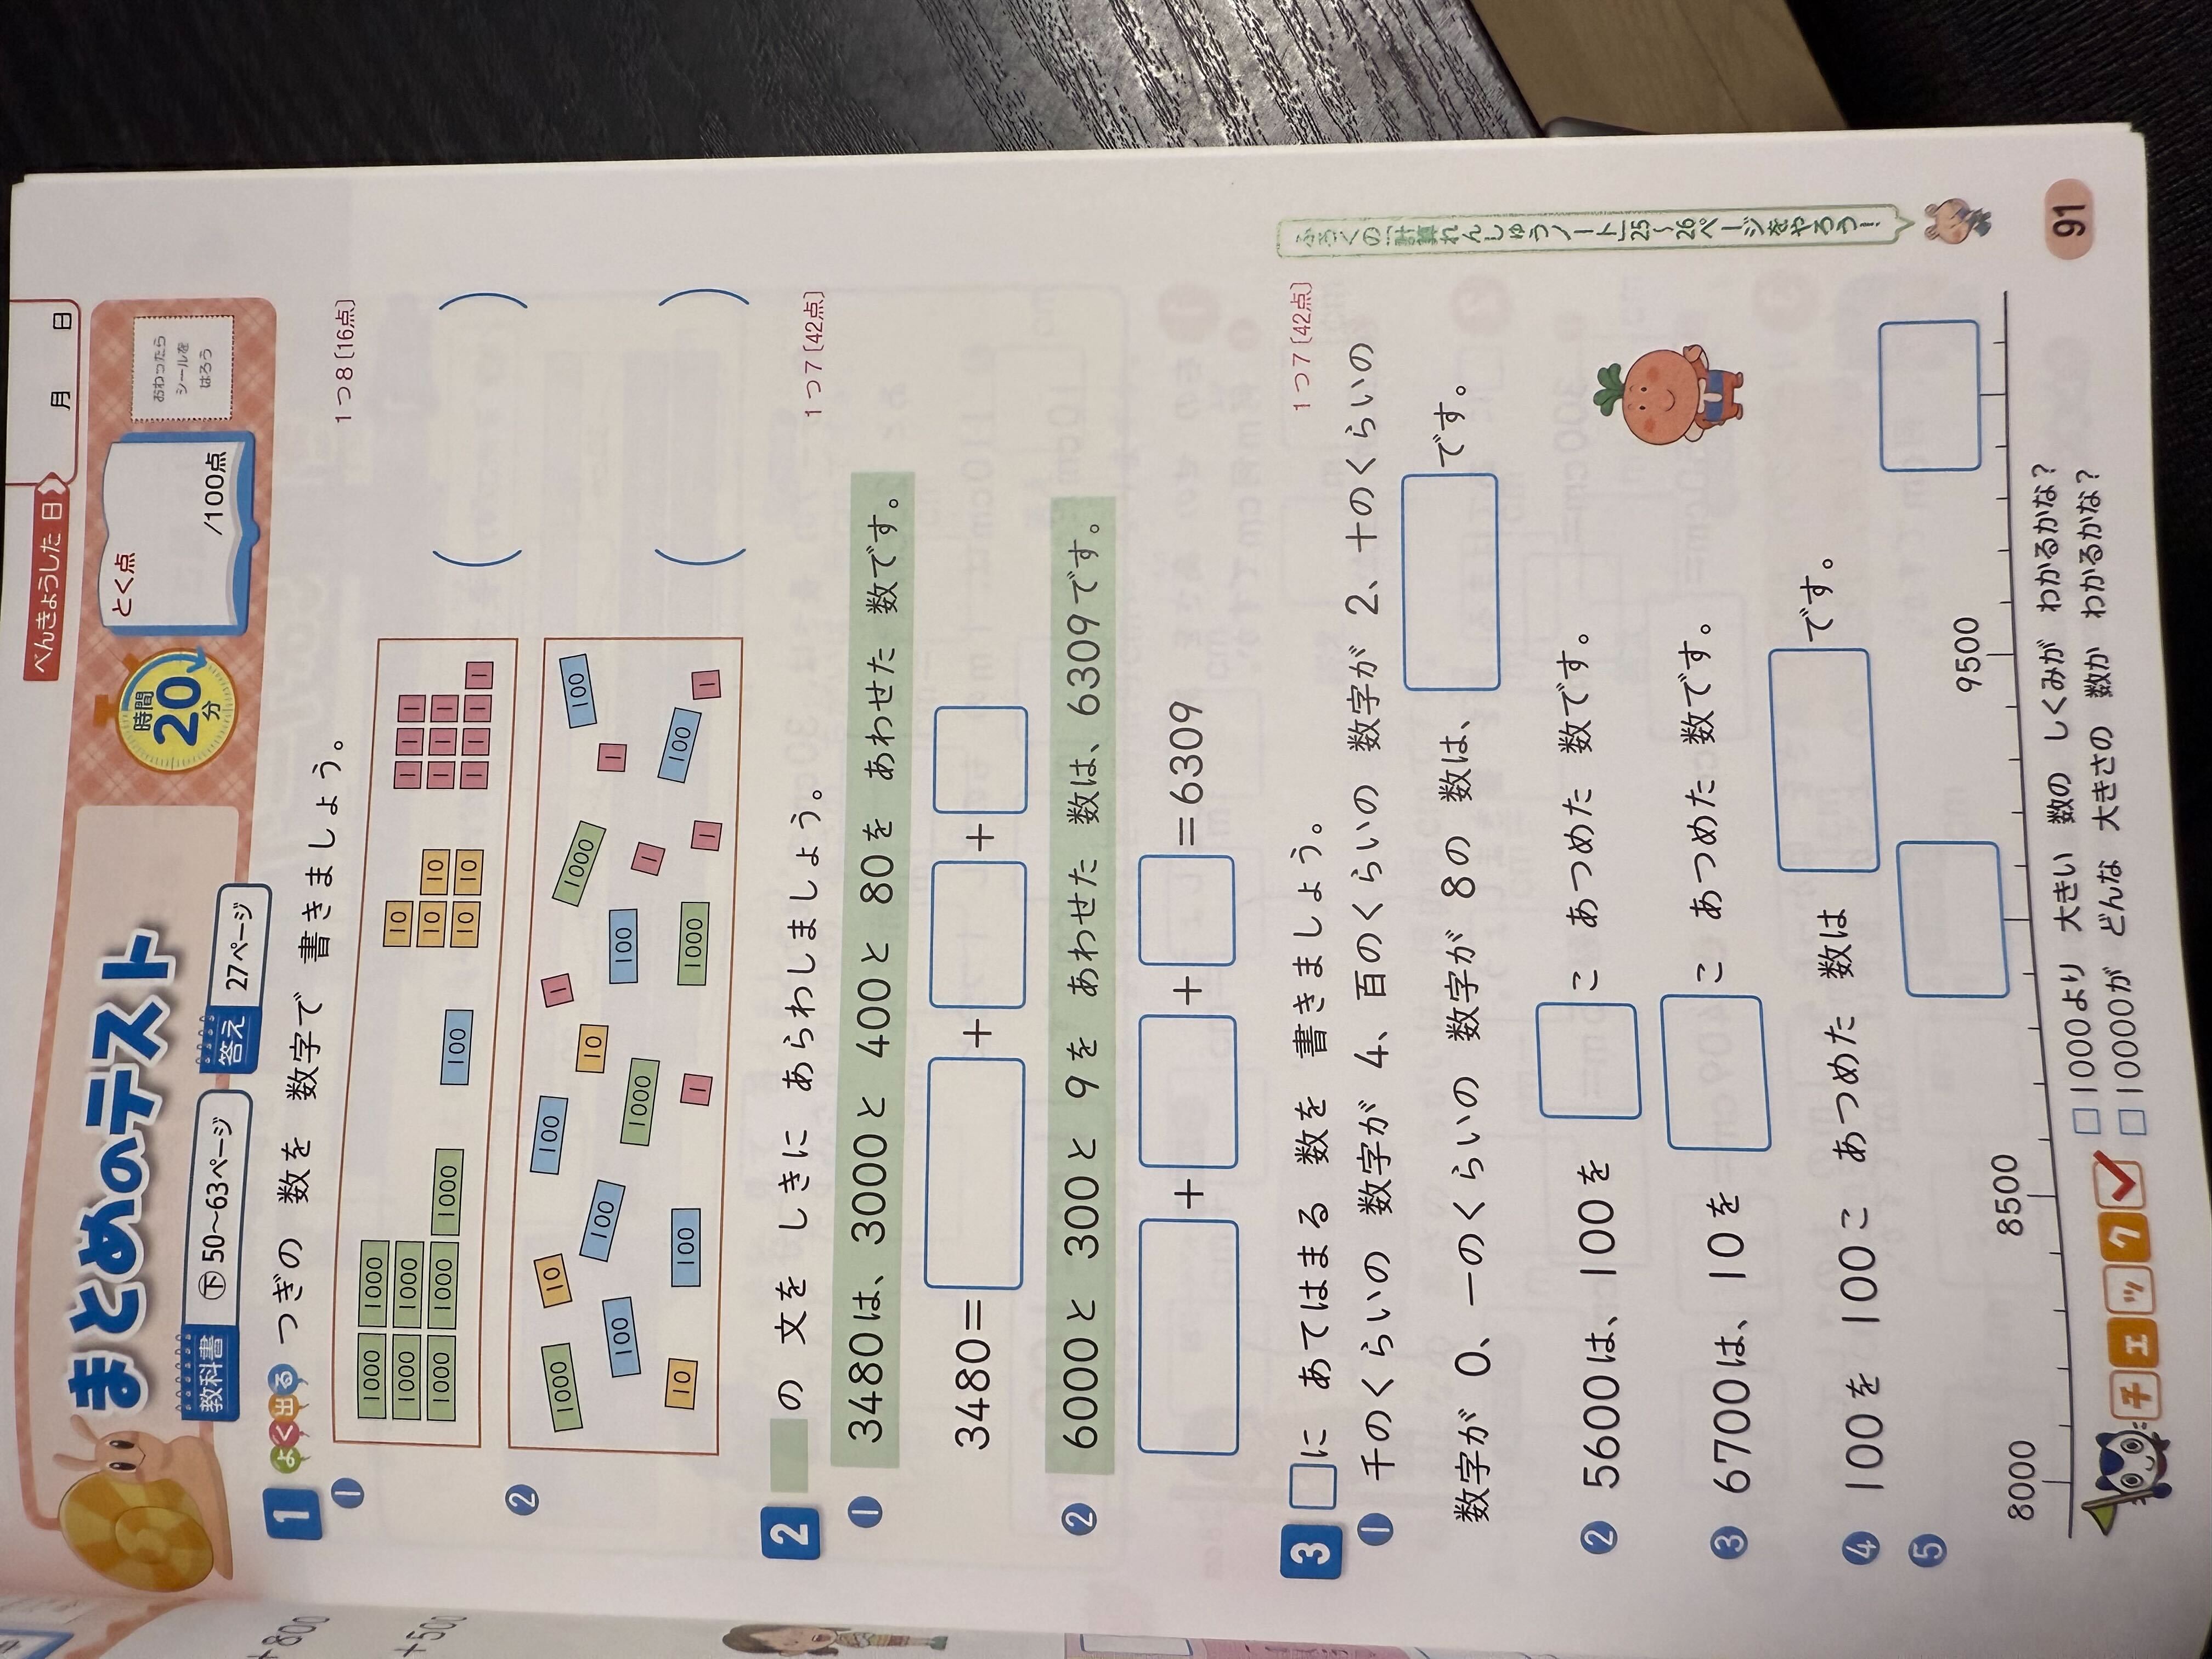 べんきょうした 日 月 日
まとめのテスト
教科書 下 50〜63ページ
答え 27ページ
時間 20 分
とく点
/100点
おわったら
シールを
はろう
1 よく出る つぎの 数を 数字で 書きましょう。
1つ8〔16点〕
①
1000 1000
1000 1000
1000 1000 1000
100
10
10 10
10 10
1 1 1
1 1 1
1 1 1 1
( )
②
1000 10 100 1 1000 100
100 100 10 100 1 1
1000
10 100 1 1000 1 100 1
( )
2 の 文を しきに あらわしましょう。
1つ7〔42点〕
① 3480は、3000と 400と 80を あわせた 数です。
3480= + +
② 6000と 300と 9を あわせた 数は、6309です。
+ + =6309
3 □に あてはまる 数を 書きましょう。
1つ7〔42点〕
① 千のくらいの 数字が 4、百のくらいの 数字が 2、十のくらいの
数字が 0、一のくらいの 数字が 8の 数は、 です。
② 5600は、100を こ あつめた 数です。
③ 6700は、10を こ あつめた 数です。
④ 100を 100こ あつめた 数は です。
⑤
8000 8500 9500
チェック
□1000より 大きい 数の しくみが わかるかな?
□10000が どんな 大きさの 数か わかるかな?
ふろくの「計算れんしゅうノート」25〜26ページをやろう!
91
+800
+500